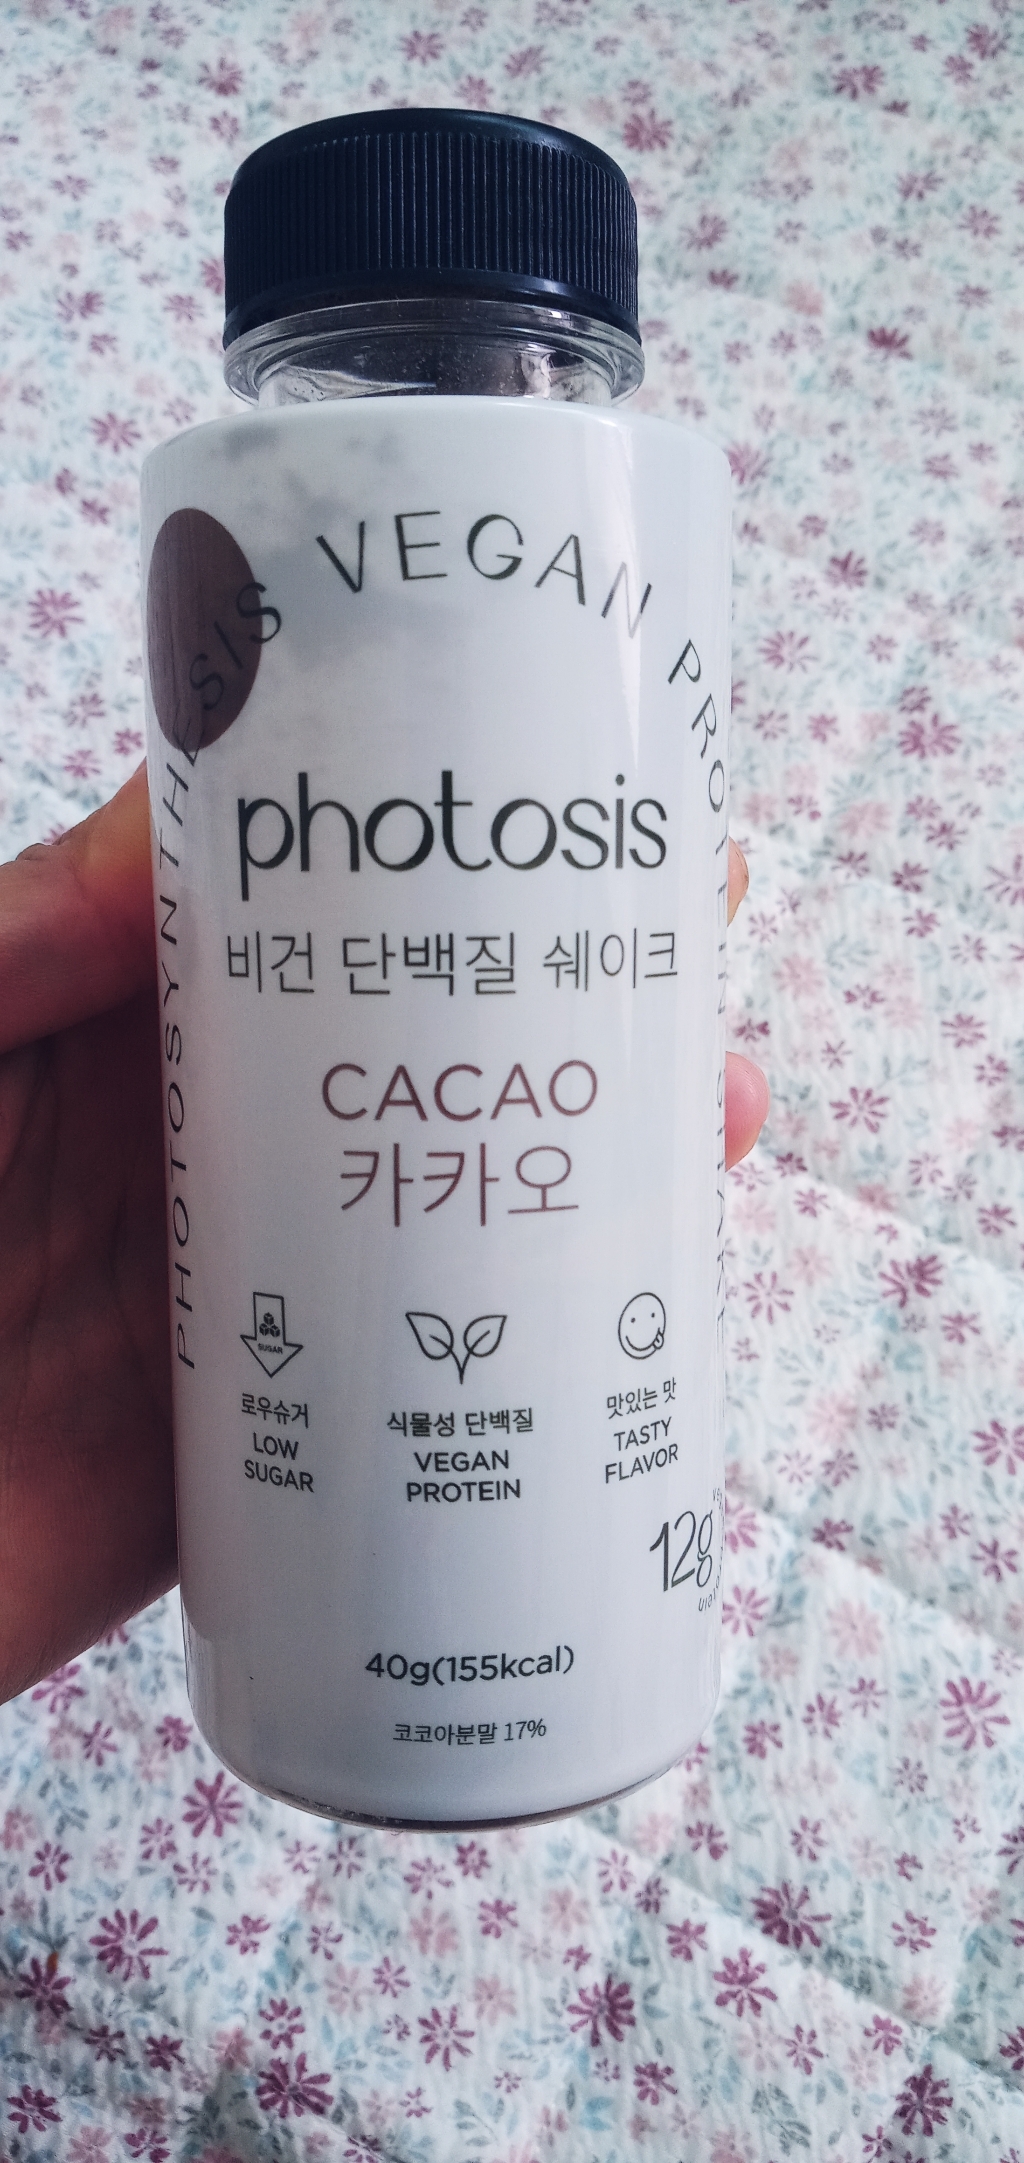 PHOTOSYNTHESIS VEGAN PROTEIN SHAKE
photosis
비건 단백질 쉐이크
CACAO
카카오
SUGAR
로우슈거
LOW
SUGAR
식물성 단백질
VEGAN
PROTEIN
맛있는 맛
TASTY
FLAVOR
12g
40g(155kcal)
코코아분말 17%